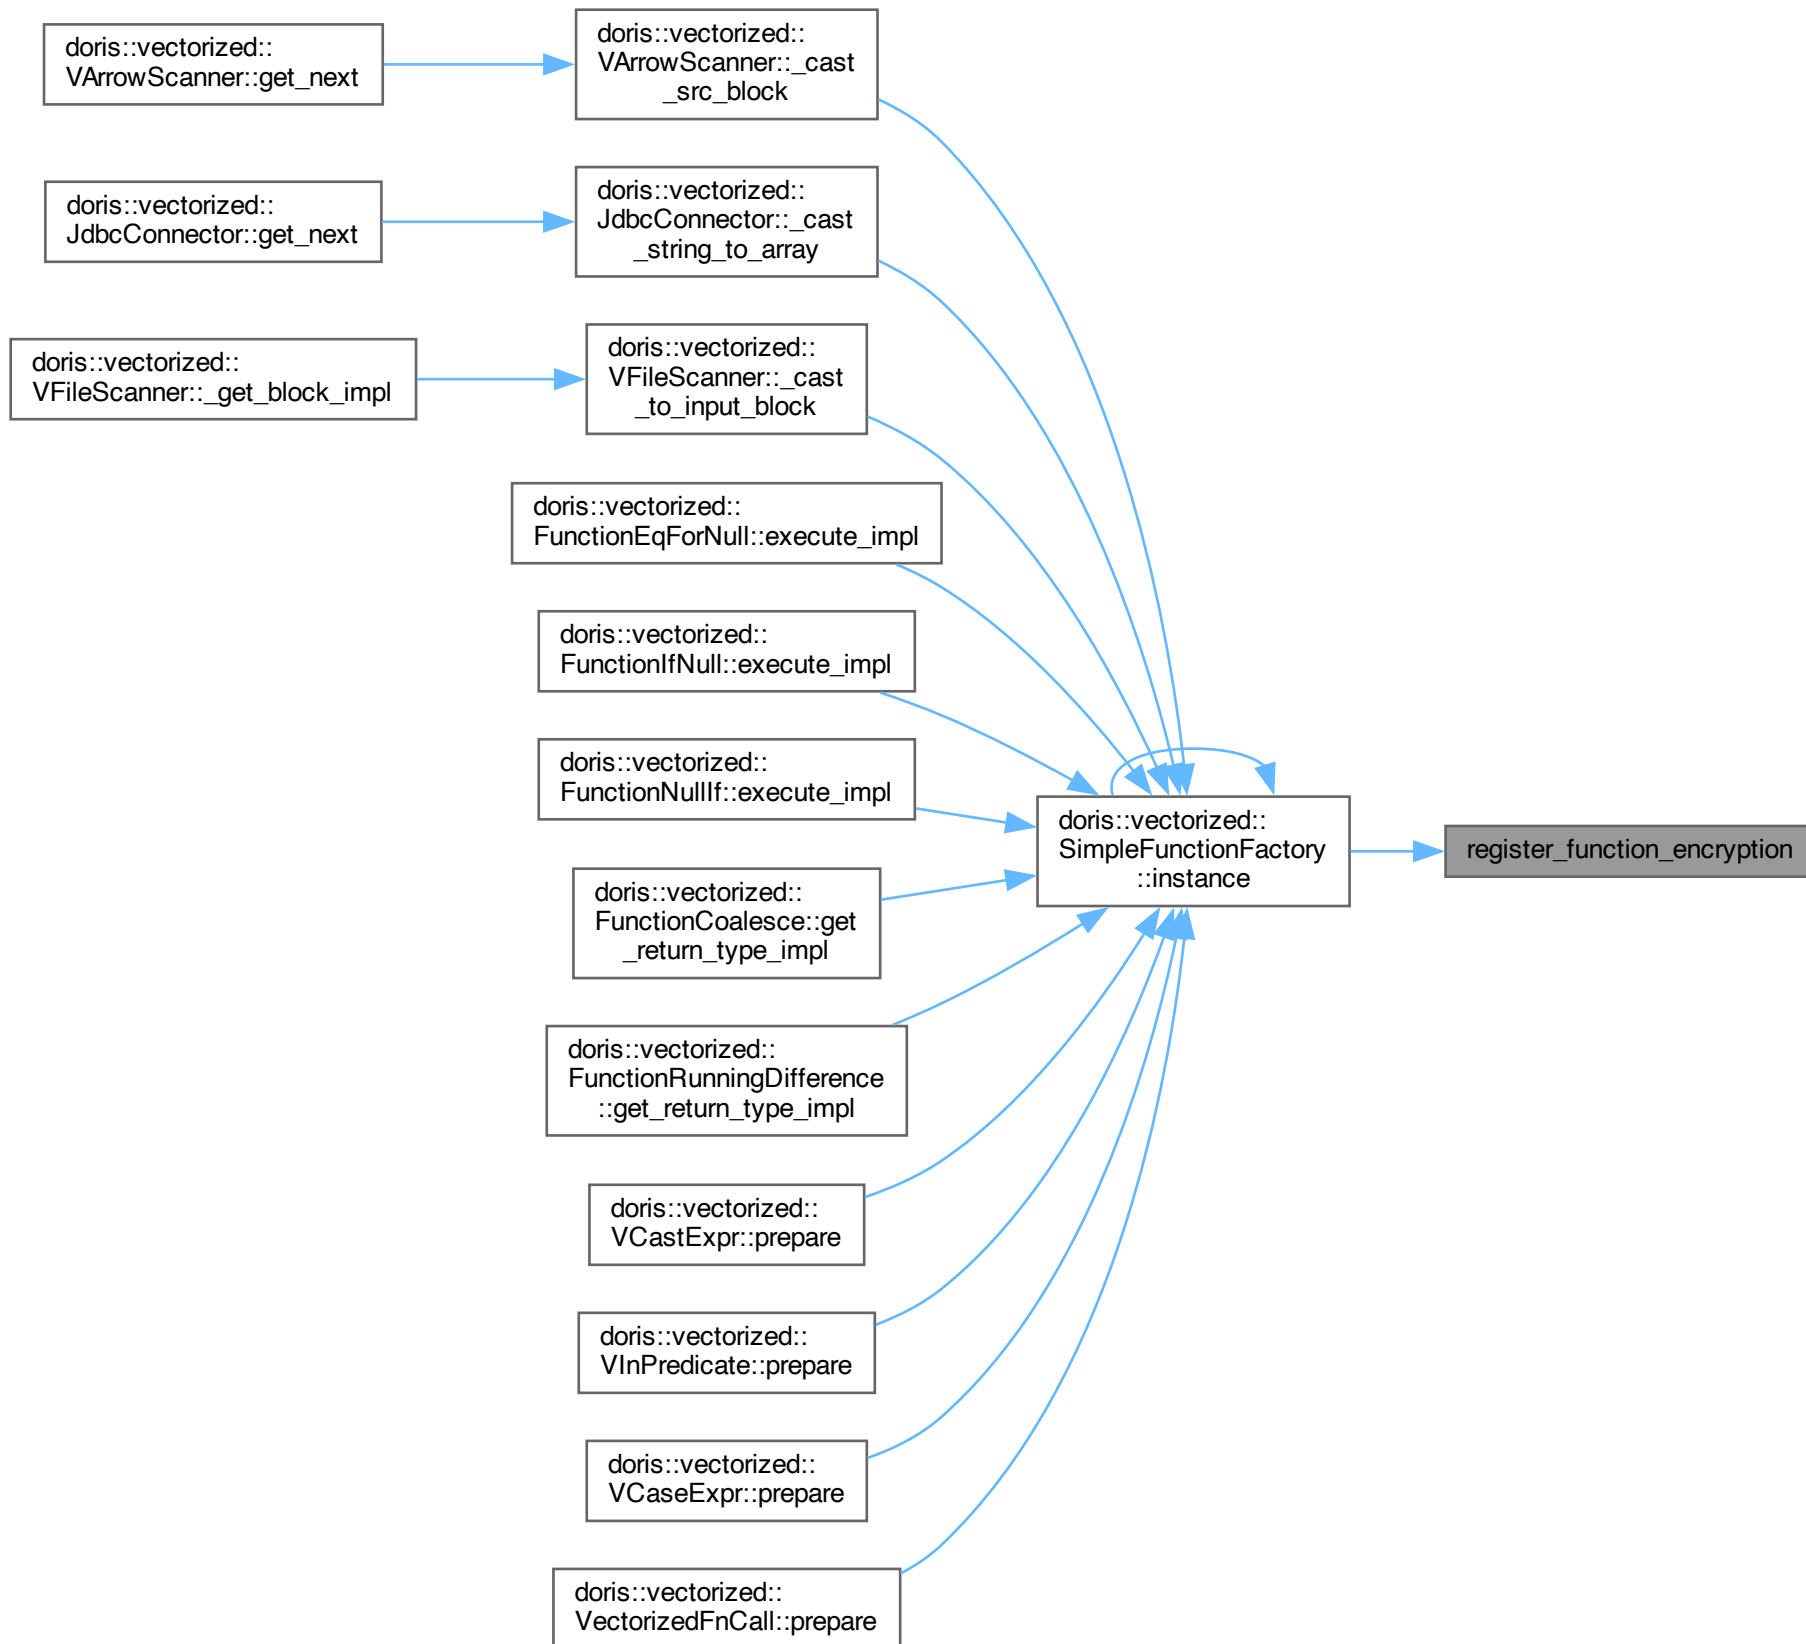 doris::vectorized::
VArrowScanner::get_next
doris::vectorized::
VArrowScanner::_cast
_src_block
doris::vectorized::
JdbcConnector::get_next
doris::vectorized::
JdbcConnector::_cast
_string_to_array
doris::vectorized::
VFileScanner::_get_block_impl
doris::vectorized::
VFileScanner::_cast
_to_input_block
doris::vectorized::
FunctionEqForNull::execute_impl
doris::vectorized::
FunctionIfNull::execute_impl
doris::vectorized::
FunctionNullIf::execute_impl
doris::vectorized::
SimpleFunctionFactory
::instance
register_function_encryption
doris::vectorized::
FunctionCoalesce::get
_return_type_impl
doris::vectorized::
FunctionRunningDifference
::get_return_type_impl
doris::vectorized::
VCastExpr::prepare
doris::vectorized::
VInPredicate::prepare
doris::vectorized::
VCaseExpr::prepare
doris::vectorized::
VectorizedFnCall::prepare